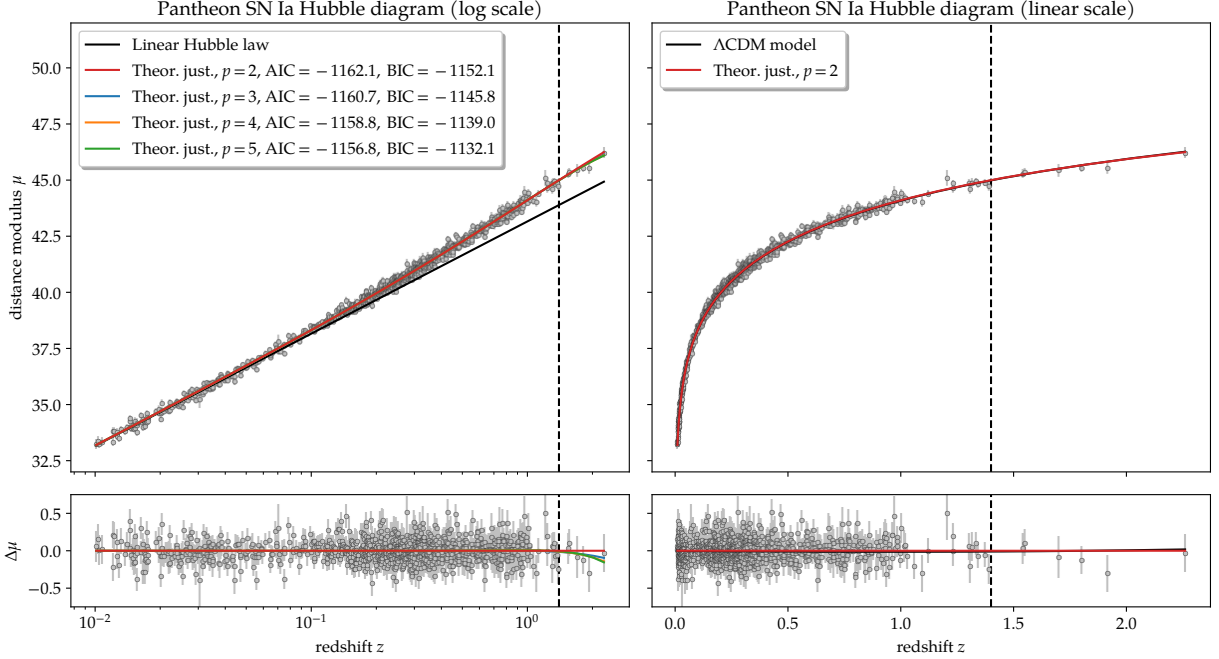 Pantheon SN Ia Hubble diagram (log scale)
Linear Hubble law
Theor. just., p = 2, AIC = −1162.1, BIC = −1152.1
Theor. just., p = 3, AIC = −1160.7, BIC = −1145.8
Theor. just., p = 4, AIC = −1158.8, BIC = −1139.0
Theor. just., p = 5, AIC = −1156.8, BIC = −1132.1
50.0
47.5
45.0
42.5
40.0
37.5
35.0
32.5
distance modulus μ
0.5
0.0
−0.5
Δμ
10⁻² 10⁻¹ 10⁰
redshift z
Pantheon SN Ia Hubble diagram (linear scale)
ΛCDM model
Theor. just., p = 2
0.0 0.5 1.0 1.5 2.0
redshift z